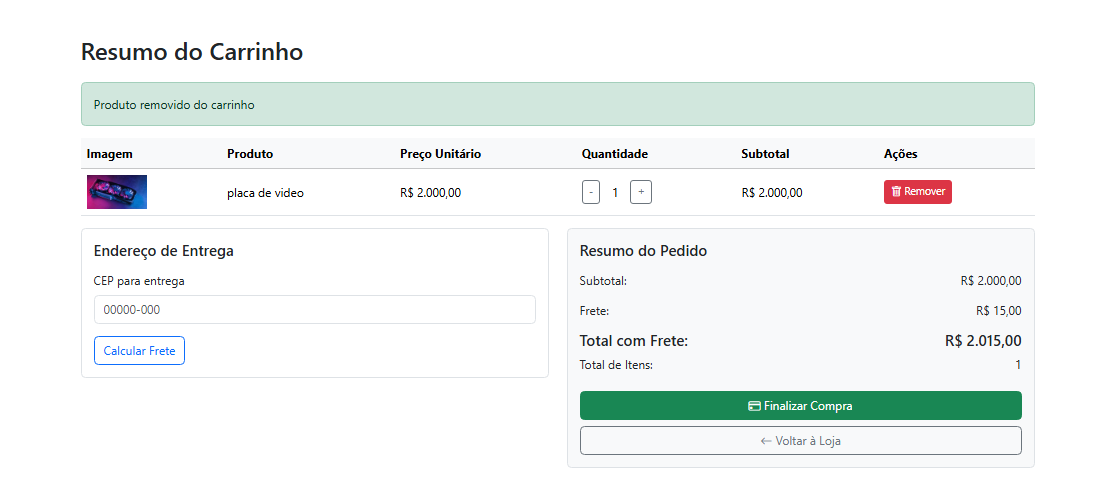 Resumo do Carrinho
Produto removido do carrinho
Imagem Produto Preço Unitário Quantidade Subtotal Ações
placa de video R$ 2.000,00 - 1 + R$ 2.000,00 Remover
Endereço de Entrega
CEP para entrega
00000-000
Calcular Frete
Resumo do Pedido
Subtotal: R$ 2.000,00
Frete: R$ 15,00
Total com Frete: R$ 2.015,00
Total de Itens: 1
Finalizar Compra
← Voltar à Loja